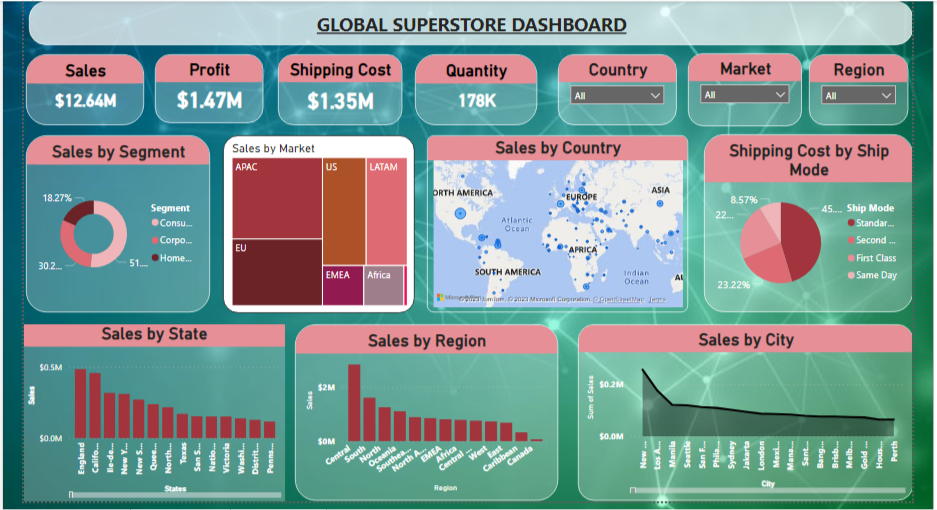 GLOBAL SUPERSTORE DASHBOARD
Sales
$12.64M
Profit
$1.47M
Shipping Cost
$1.35M
Quantity
178K
Country
All
Market
All
Region
All
Sales by Segment
18.27%
30.2...
51....
Segment
Consu...
Corpo...
Home...
Sales by Market
APAC
EU
US
LATAM
EMEA
Africa
Sales by Country
ORTH AMERICA
EUROPE
ASIA
Atlantic
Ocean
AFRICA
SOUTH AMERICA
Indian
Ocean
AU
© 2023 TomTom, © 2023 Microsoft Corporation, © OpenStreetMap Terms
Shipping Cost by Ship
Mode
8.57%
22...
45....
23.22%
Ship Mode
Standar...
Second ...
First Class
Same Day
Sales by State
Sales
$0.5M
$0.0M
England
Califo...
Ile-de...
New Y...
New S...
Quee...
North...
Texas
San S...
Natio...
Victoria
Washi...
Distrit...
Penns...
States
Sales by Region
Sales
$2M
$0M
Central
South
North
Oceania
Southea...
North A...
EMEA
Africa
Central ...
West
East
Caribbean
Canada
Region
Sales by City
Sum of Sales
$0.2M
$0.0M
New ...
Los A...
Manila
Seattle
San F...
Phila...
Sydney
Jakarta
London
Mexi...
Mana...
Sant...
Bang...
Brisb...
Melb...
Gold ...
Hous...
Perth
City